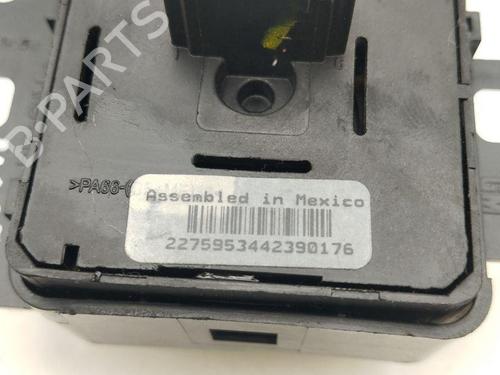 B-PARTS
>PA66-
Assembled in Mexico
2275953442390176